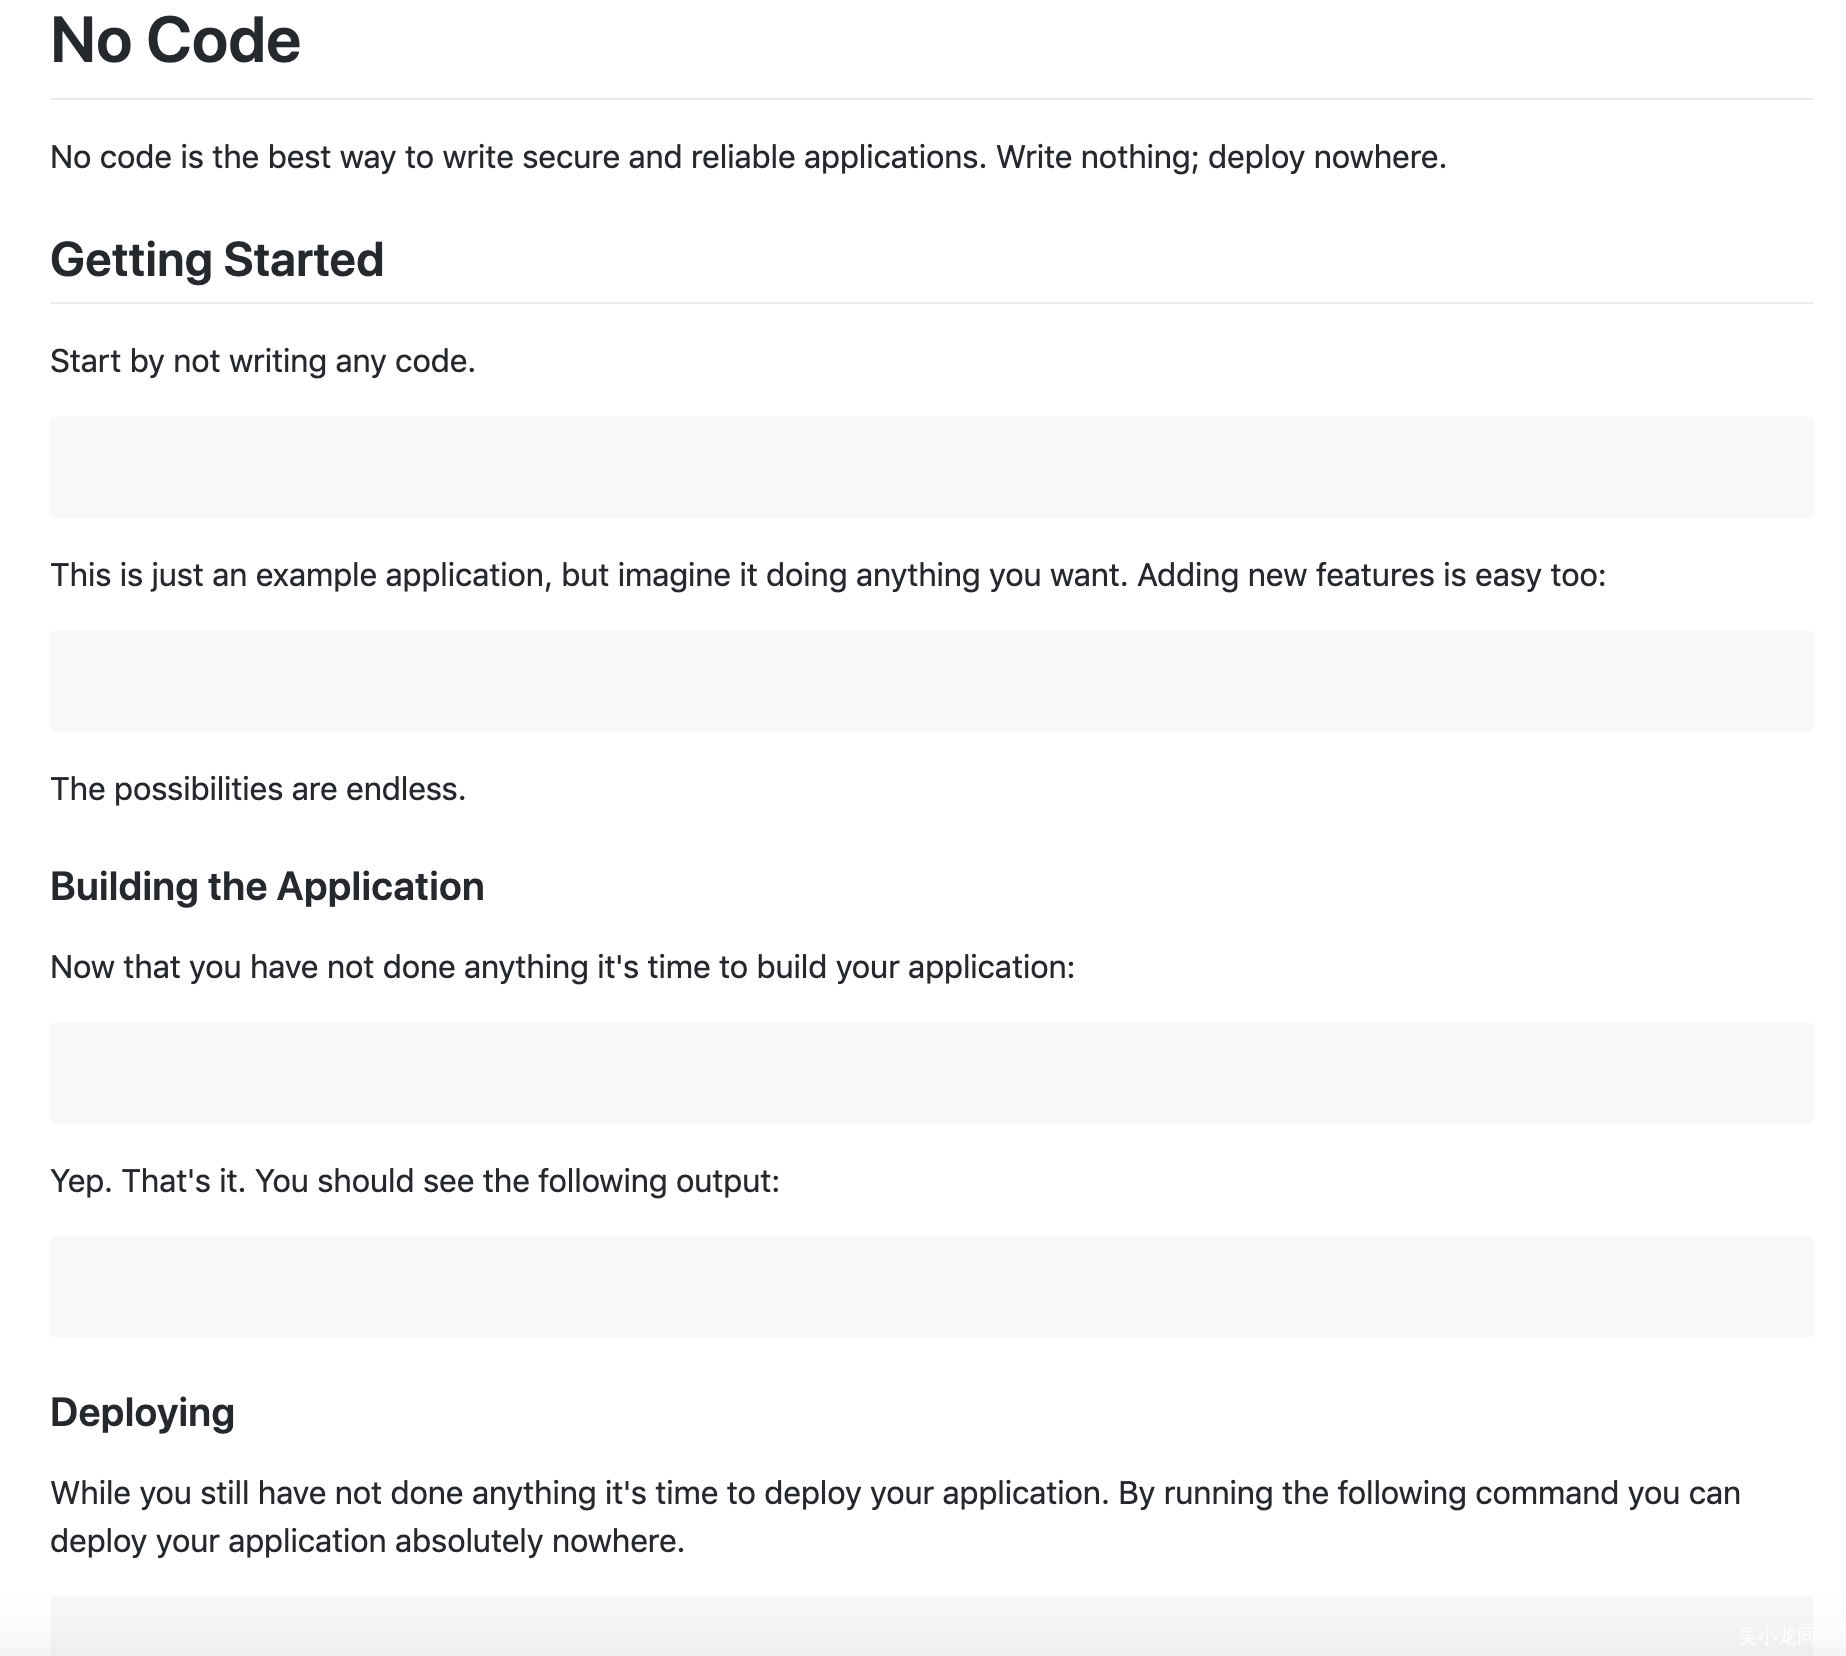 No Code
No code is the best way to write secure and reliable applications. Write nothing; deploy nowhere.
Getting Started
Start by not writing any code.
This is just an example application, but imagine it doing anything you want. Adding new features is easy too:
The possibilities are endless.
Building the Application
Now that you have not done anything it's time to build your application:
Yep. That's it. You should see the following output:
Deploying
While you still have not done anything it's time to deploy your application. By running the following command you can
deploy your application absolutely nowhere.
吴小龙同